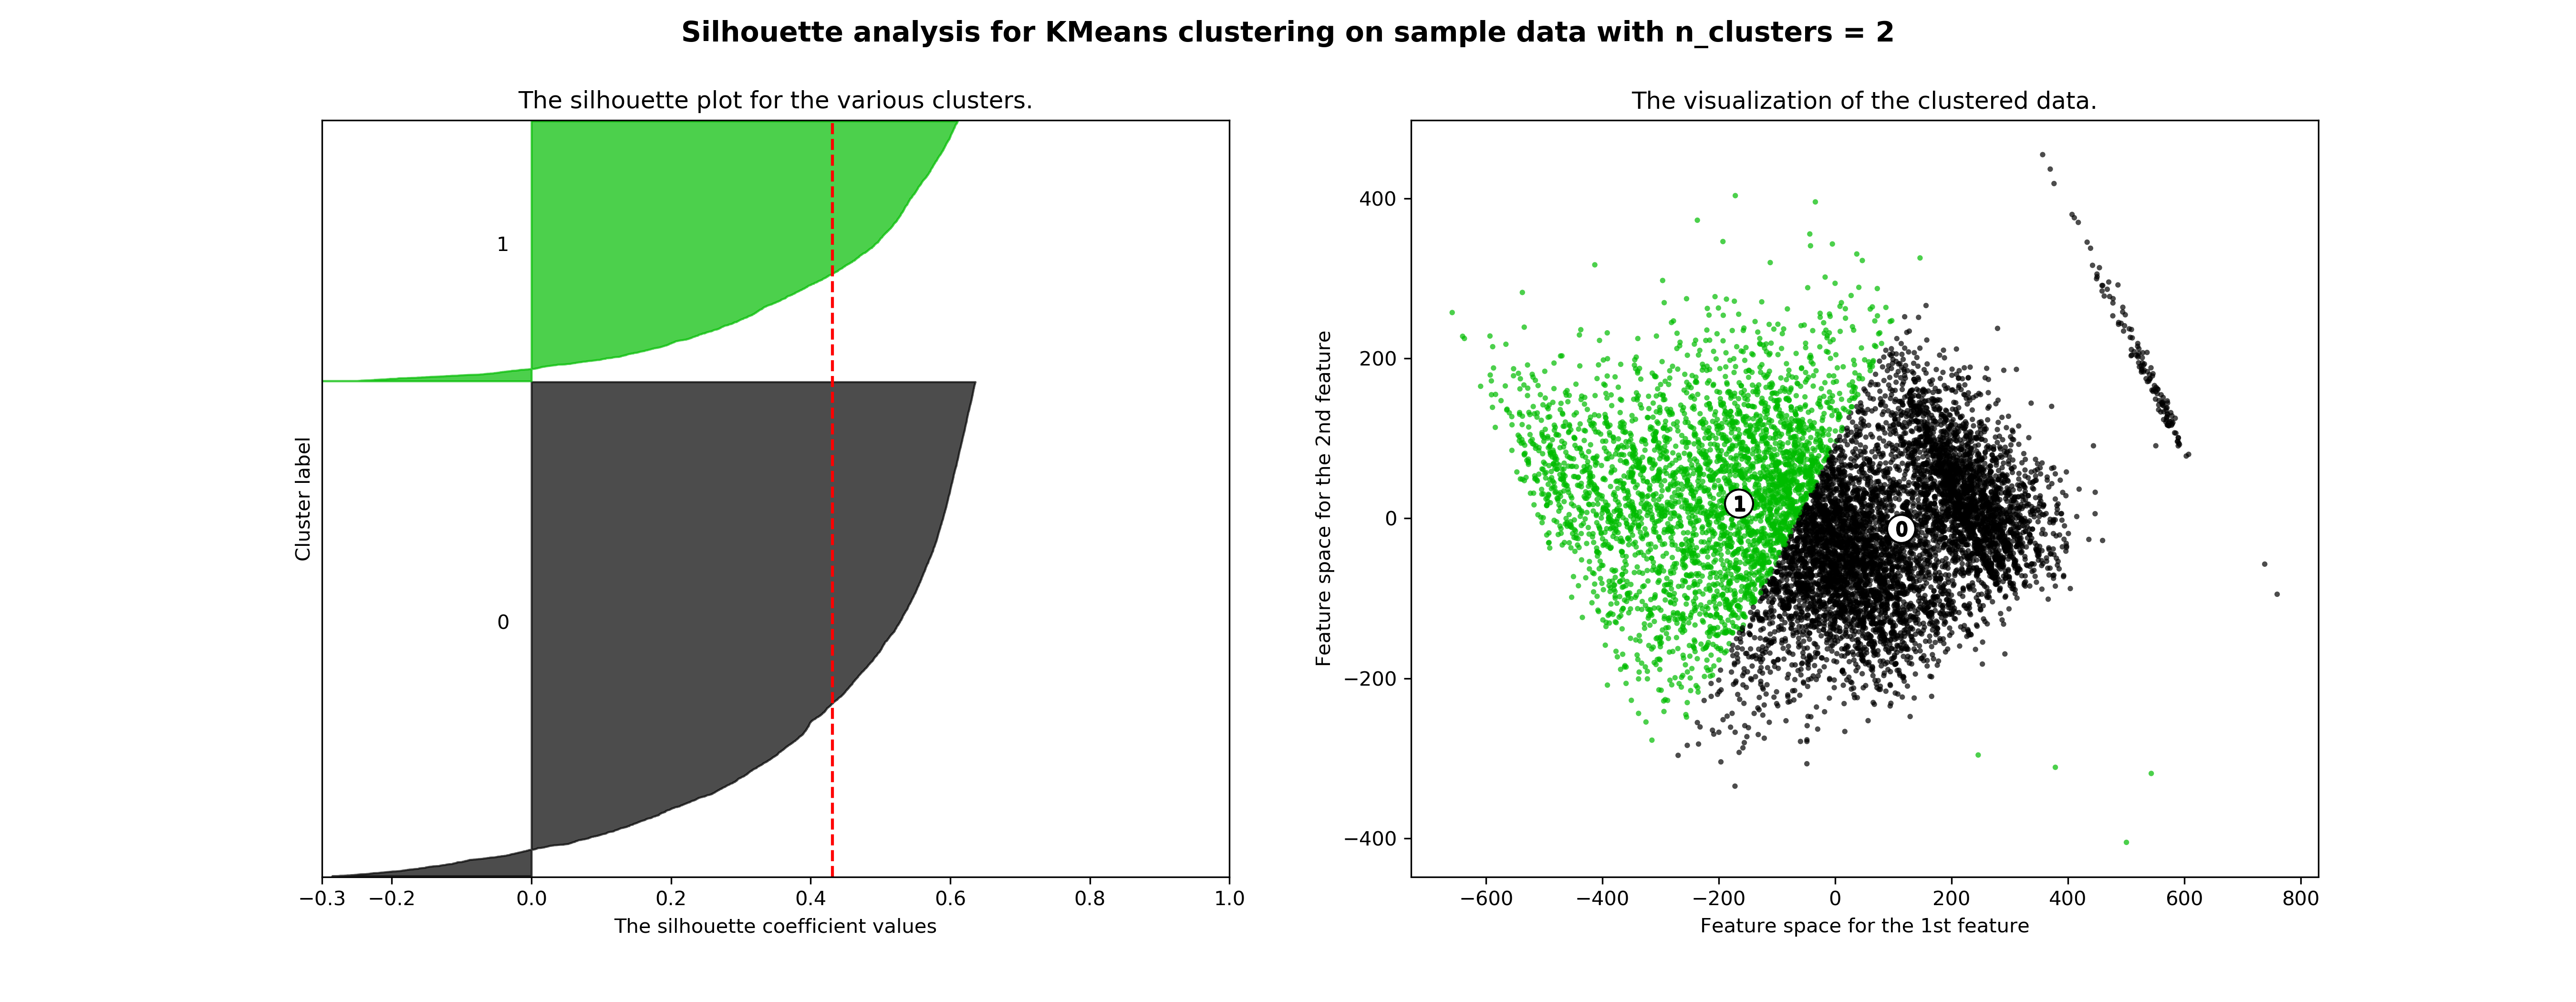 Silhouette analysis for KMeans clustering on sample data with n_clusters = 2
The silhouette plot for the various clusters.
1
0
Cluster label
−0.3 −0.2 0.0 0.2 0.4 0.6 0.8 1.0
The silhouette coefficient values
The visualization of the clustered data.
400
200
0
−200
−400
Feature space for the 2nd feature
1
0
−600 −400 −200 0 200 400 600 800
Feature space for the 1st feature